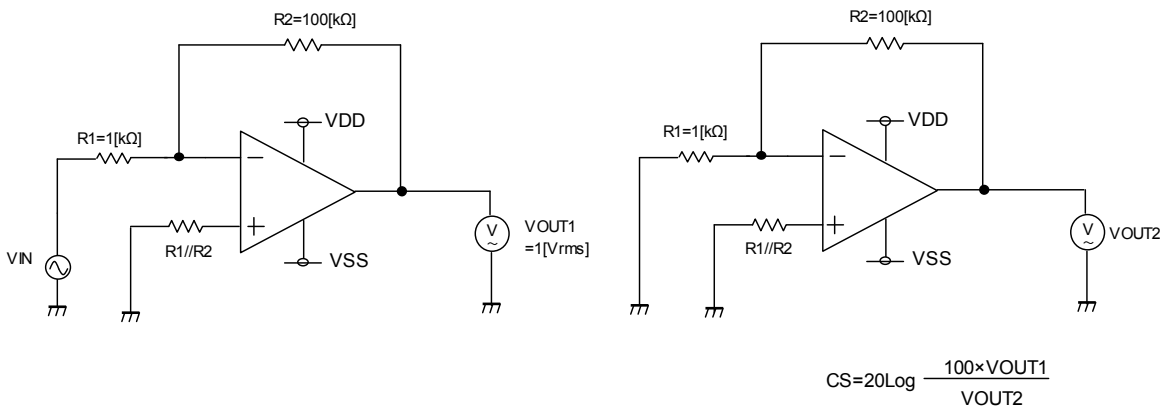 R2=100[kΩ]
VDD
R1=1[kΩ]
−
+
R1//R2
VSS
VIN
V
~
VOUT1
=1[Vrms]
R2=100[kΩ]
VDD
R1=1[kΩ]
−
+
R1//R2
VSS
V
~
VOUT2
CS=20Log 100×VOUT1
VOUT2